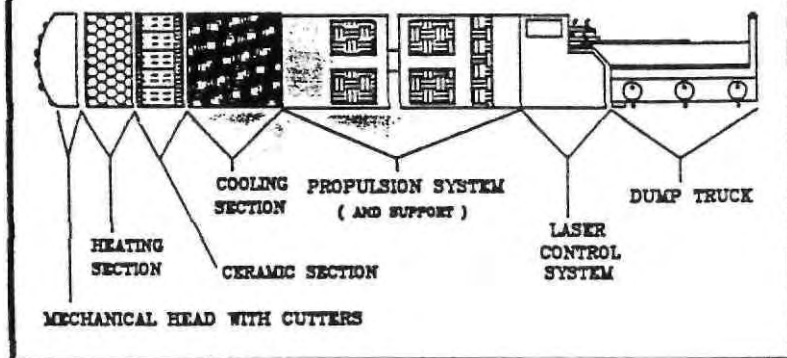 COOLING
SECTION
PROPULSION SYSTEM
( AND SUPPORT )
DUMP TRUCK
LASER
CONTROL
SYSTEM
HEATING
SECTION
CERAMIC SECTION
MECHANICAL HEAD WITH CUTTERS